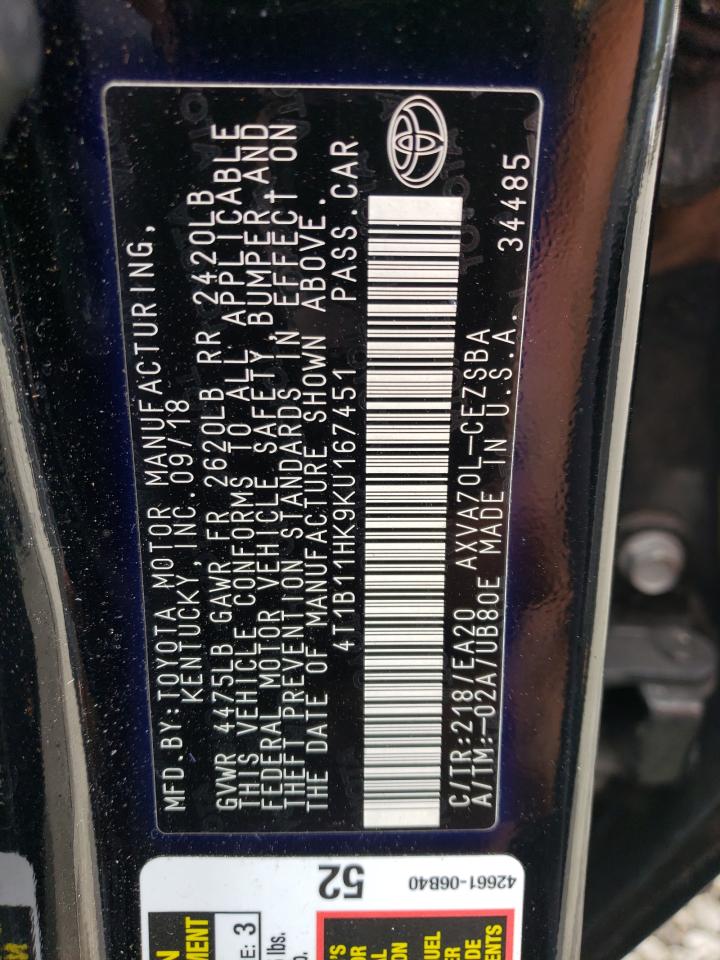 MFD.BY:TOYOTA MOTOR MANUFACTURING,
KENTUCKY, INC.09/18
GVWR 4475LB GAWR FR 2620LB RR 2420LB
THIS VEHICLE CONFORMS TO ALL APPLICABLE
FEDERAL MOTOR VEHICLE SAFETY,BUMPER AND
THEFT PREVENTION STANDARDS IN EFFECT ON
THE DATE OF MANUFACTURE SHOWN ABOVE.
4T1B11HK9KU167451 PASS.CAR
C/TR:218/EA20 AXVA70L-CEZSBA 34485
A/TM:-02A/UB80E MADE IN U.S.A.
52
42661-06B40
E: 3
lbs.